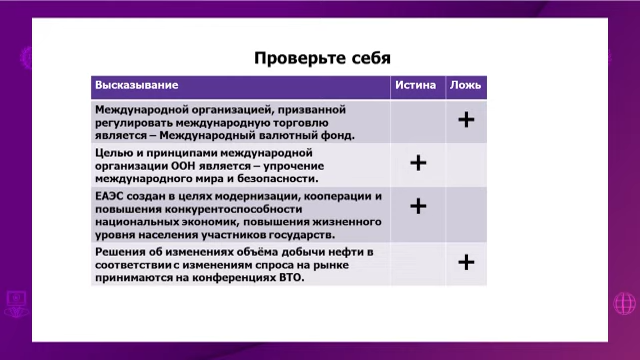 Проверьте себя
Высказывание Истина Ложь
Международной организацией, призванной
регулировать международную торговлю
является – Международный валютный фонд.
+
Целью и принципами международной
организации ООН является – упрочение
международного мира и безопасности.
+
ЕАЭС создан в целях модернизации, кооперации и
повышения конкурентоспособности
национальных экономик, повышения жизненного
уровня населения участников государств.
+
Решения об изменениях объёма добычи нефти в
соответствии с изменениям спроса на рынке
принимаются на конференциях ВТО.
+